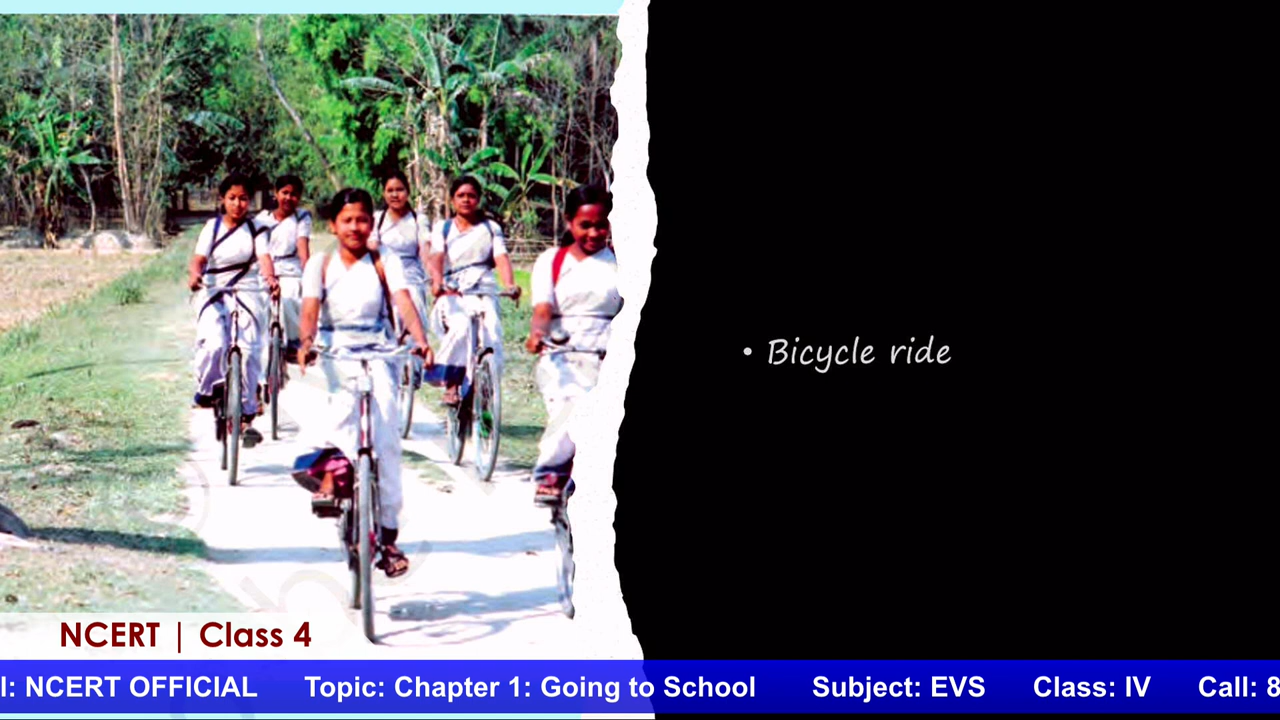 • Bicycle ride
NCERT | Class 4
l: NCERT OFFICIAL Topic: Chapter 1: Going to School Subject: EVS Class: IV Call: 8